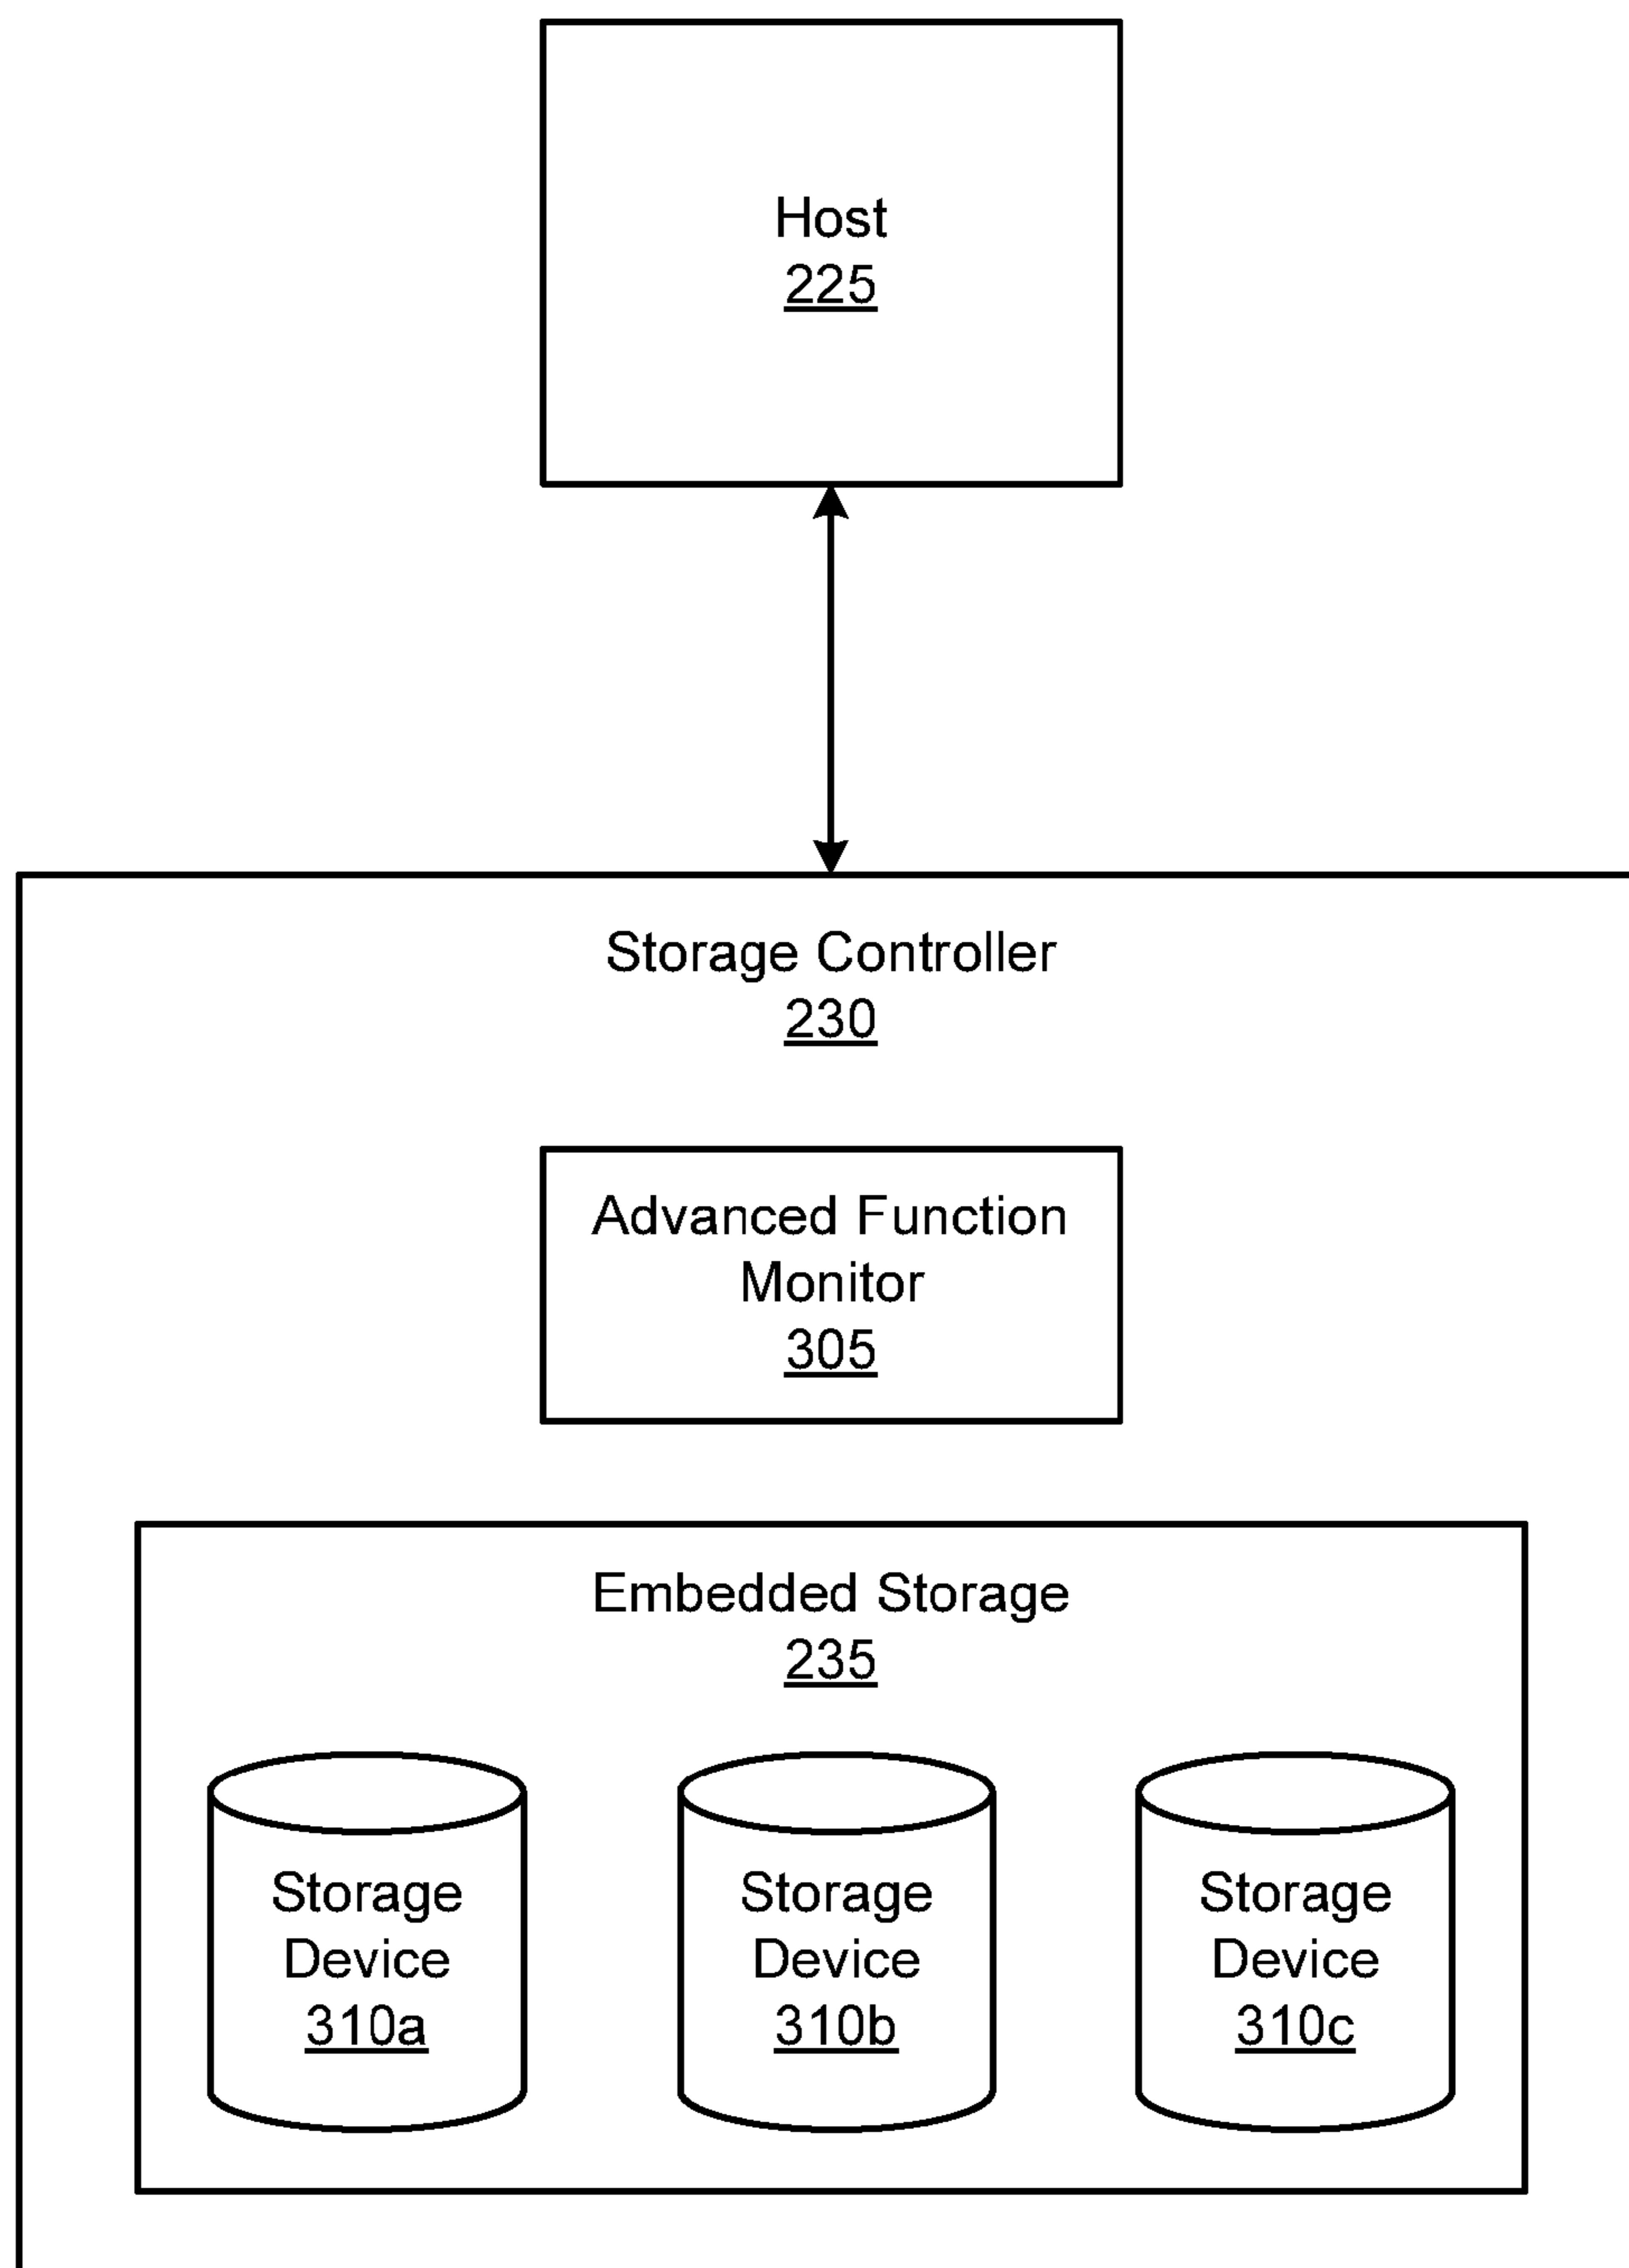 Host
225
Storage Controller
230
Advanced Function
Monitor
305
Embedded Storage
235
Storage
Device
310a
Storage
Device
310b
Storage
Device
310c